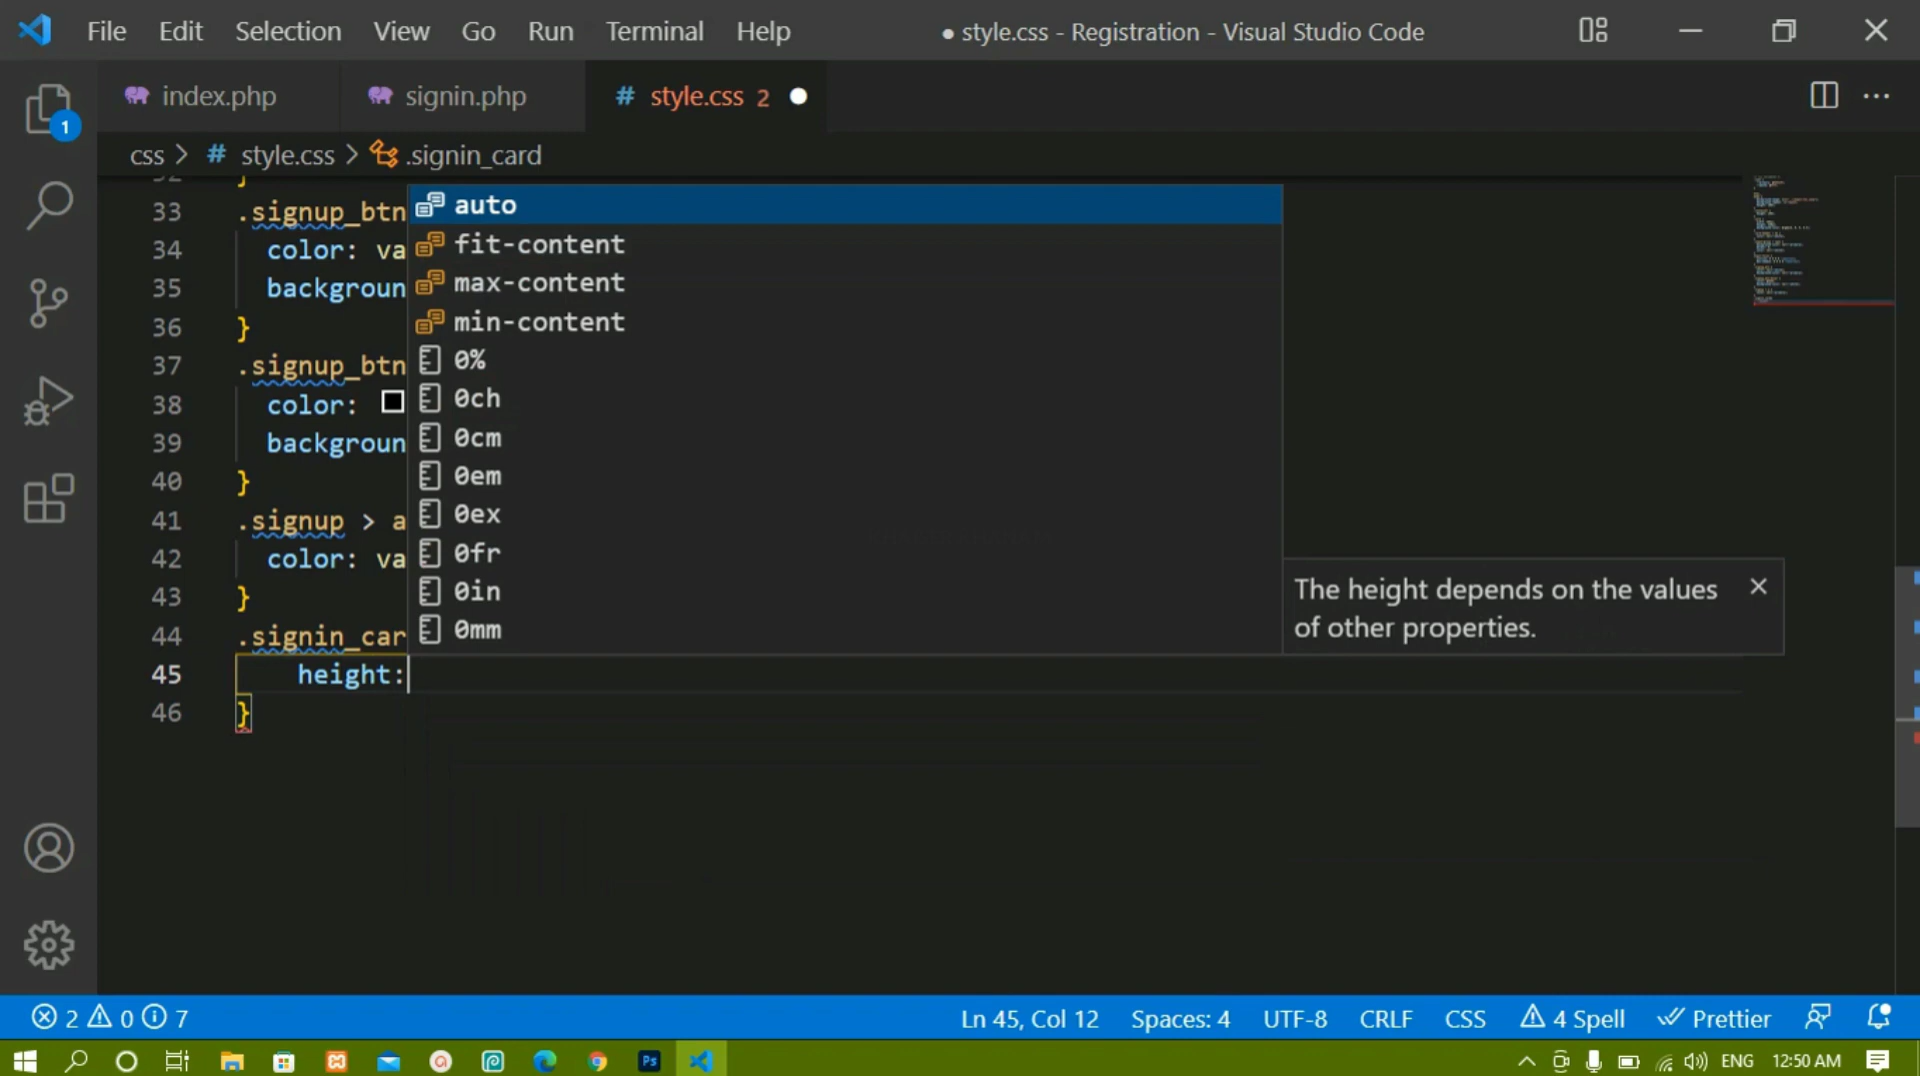 File Edit Selection View Go Run Terminal Help ● style.css - Registration - Visual Studio Code
index.php signin.php # style.css 2
1
css > # style.css > .signin_card
32 }
33 .signup_btn
34 color: va
35 backgroun
36 }
37 .signup_btn
38 color:
39 backgroun
40 }
41 .signup > a
42 color: va
43 }
44 .signin_car
45 height:
46 }
auto
fit-content
max-content
min-content
0%
0ch
0cm
0em
0ex
0fr
0in
0mm
The height depends on the values
of other properties.
2 0 7 Ln 45, Col 12 Spaces: 4 UTF-8 CRLF CSS 4 Spell Prettier
Ps ENG 12:50 AM